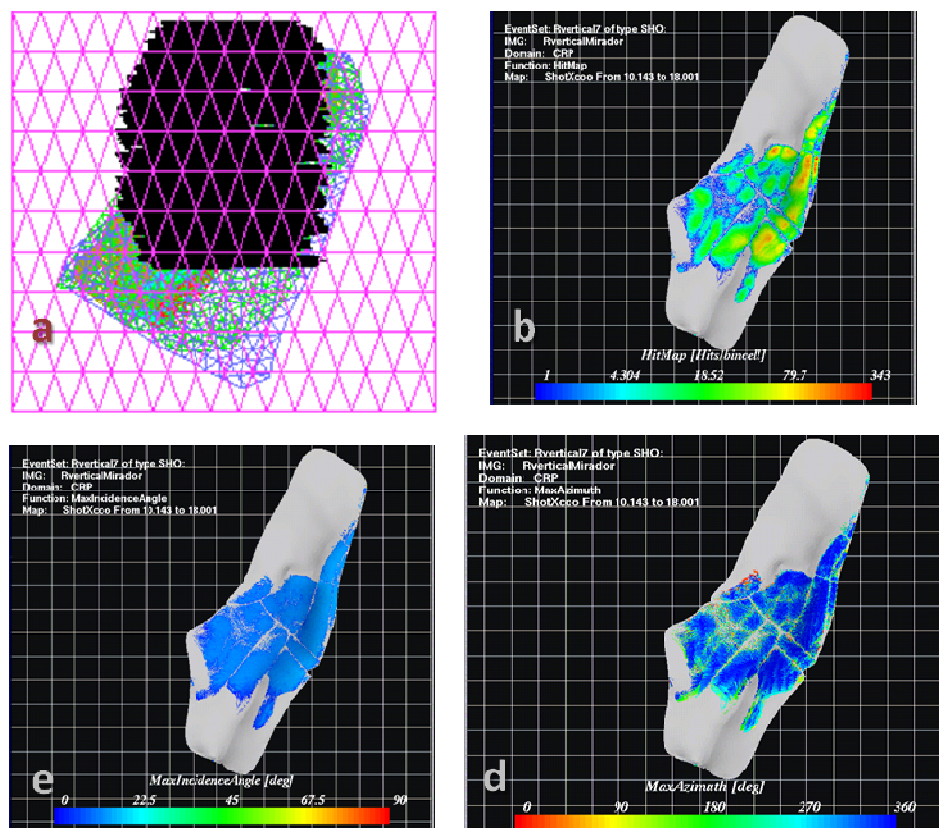 a
EventSet: Rvertical7 of type SHO:
IMG: RverticalMirador
Domain: CRP
Function: HitMap
Map: ShotXcoo From 10.143 to 18.001
b
HitMap [Hits/bincell]
1 4.304 18.52 79.7 343
EventSet: Rvertical7 of type SHO:
IMG: RverticalMirador
Domain: CRP
Function: MaxIncidenceAngle
Map: ShotXcoo From 10.143 to 18.001
e
MaxIncidenceAngle [deg]
0 22.5 45 67.5 90
EventSet: Rvertical7 of type SHO:
IMG: RverticalMirador
Domain CRP
Function: MaxAzimuth
Map: ShotXcoo From 10.143 to 18.001
d
MaxAzimuth [deg]
0 90 180 270 360